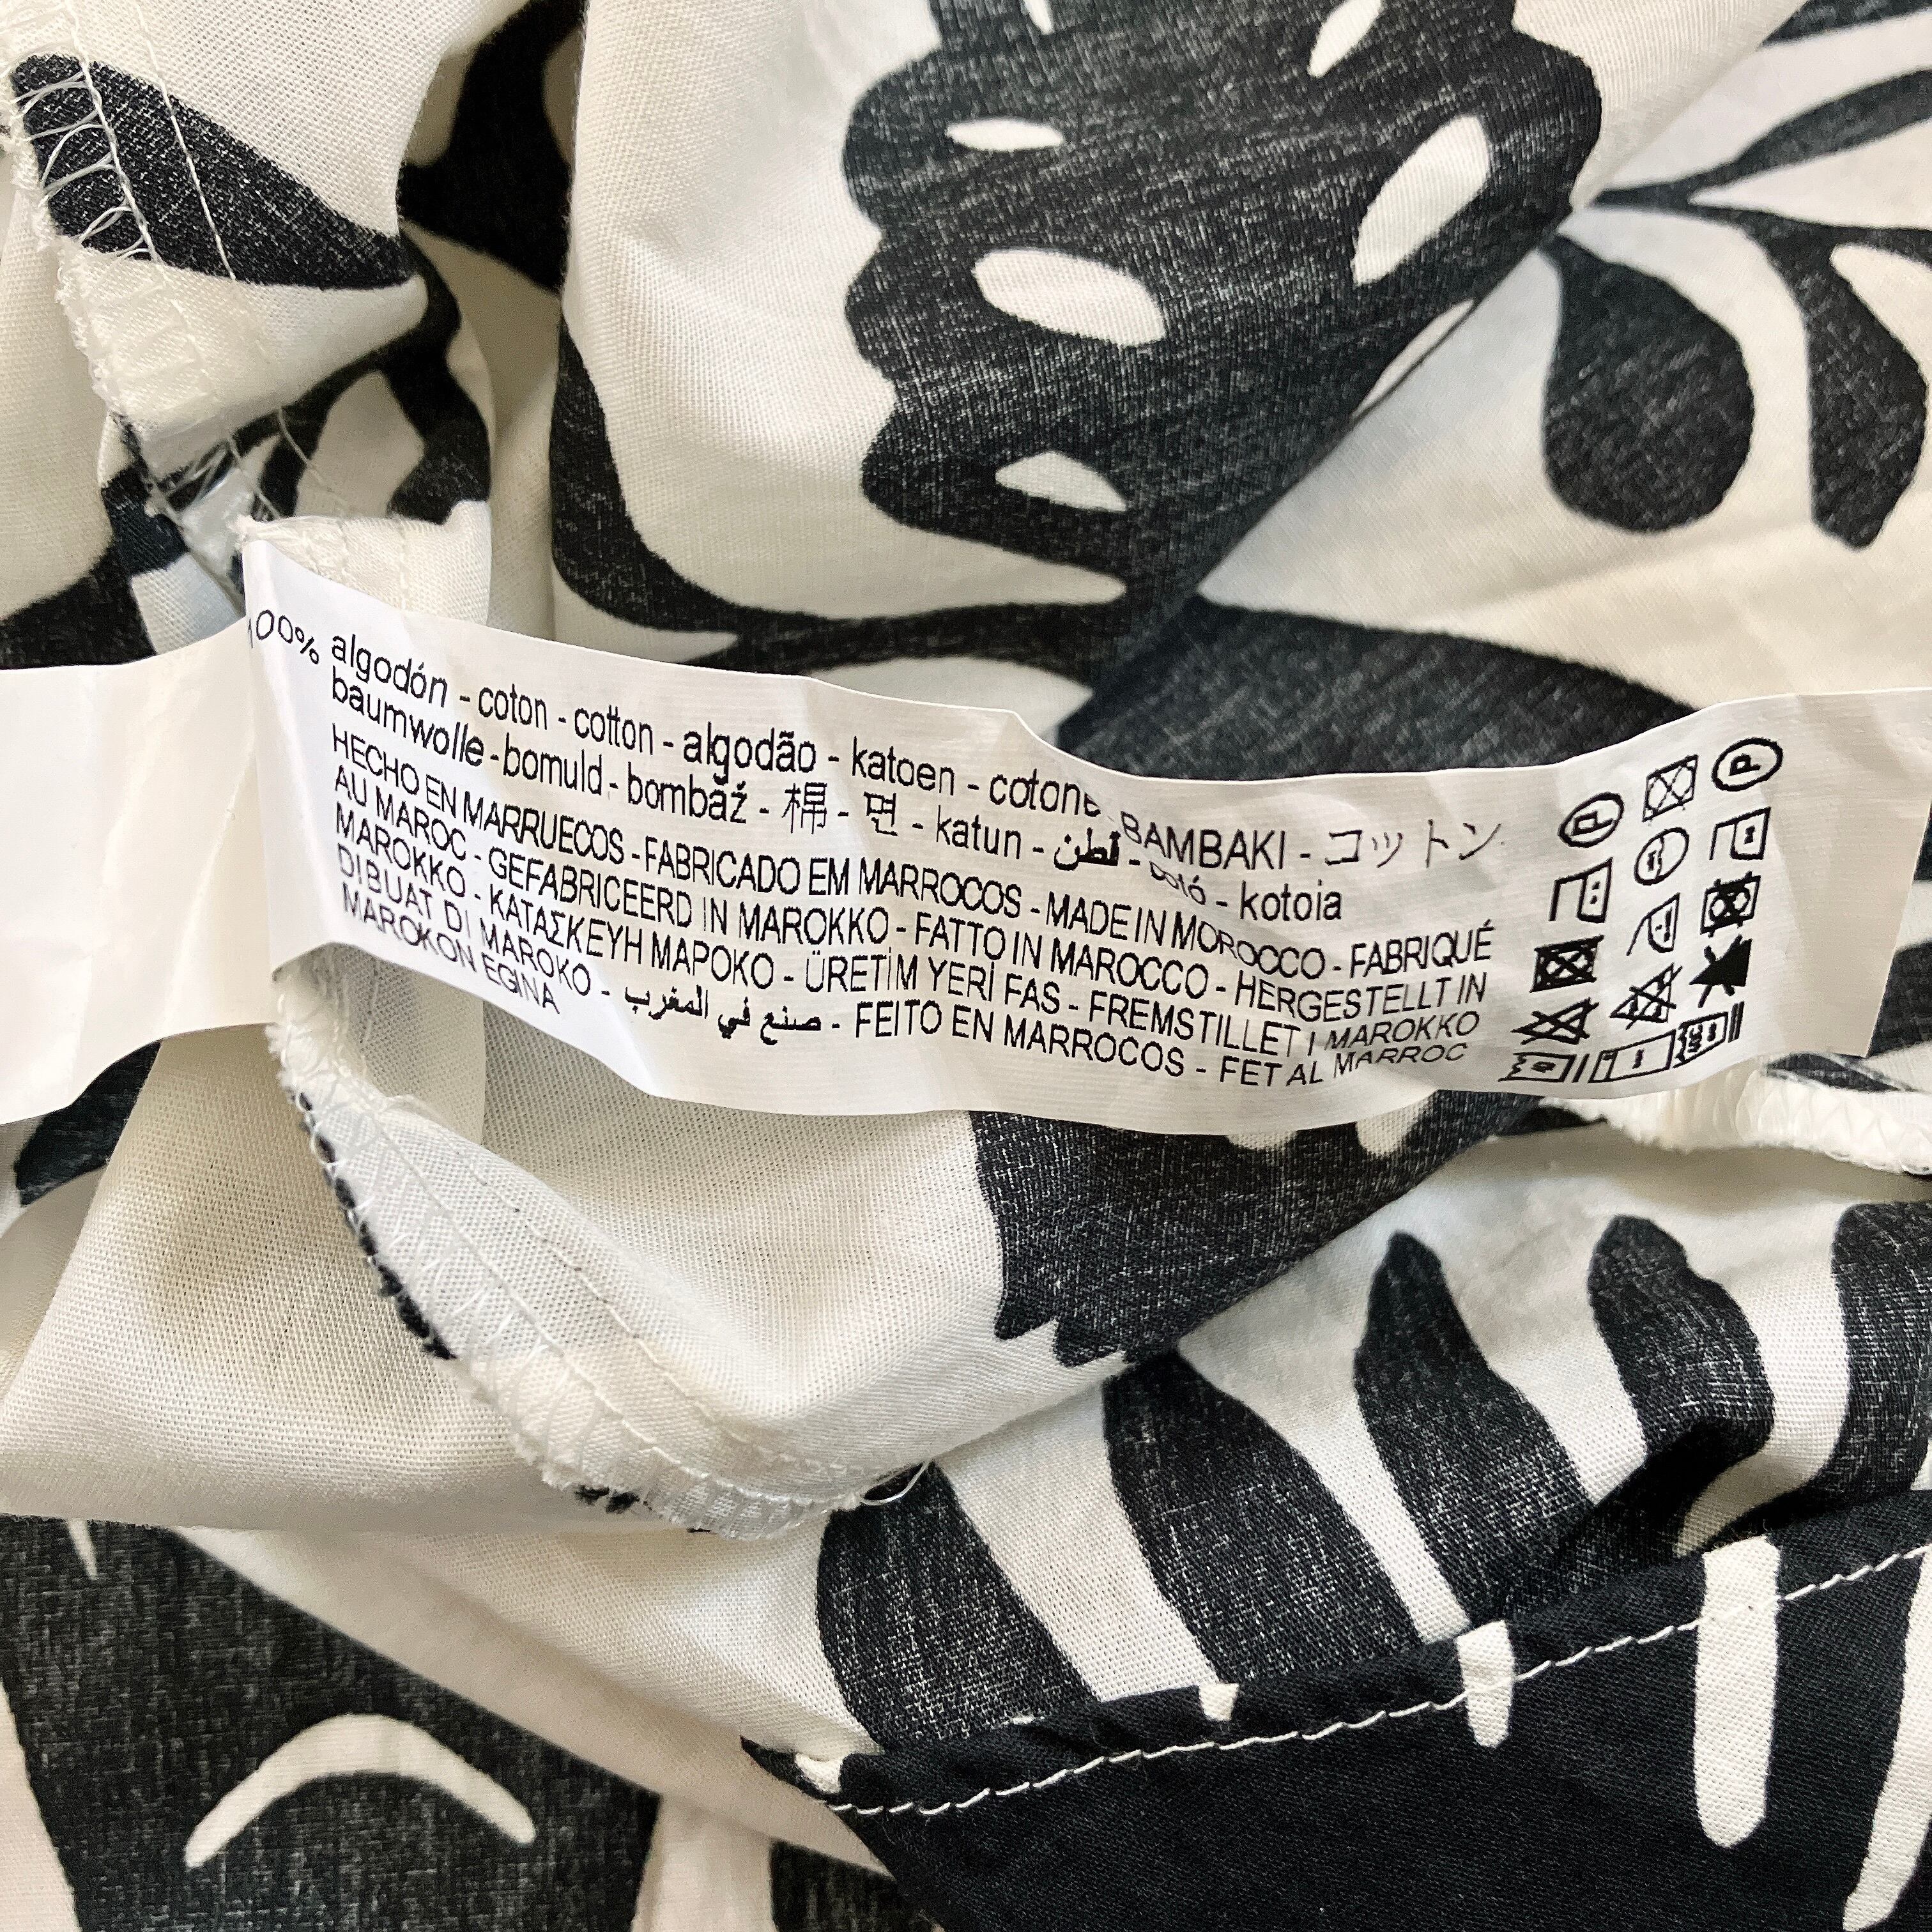 100% algodón - coton - cotton - algodão - katoen - cotone BAMBAKI - コットン
baumwolle - bomuld - bombaž - 棉 - 면 - katun - قطن - - kotoia
HECHO EN MARRUECOS - FABRICADO EM MARROCOS - MADE IN MOROCCO - FABRIQUÉ
AU MAROC - GEFABRICEERD IN MAROKKO - FATTO IN MAROCCO - HERGESTELLT IN
MAROKKO - ΚΑΤΑΣΚΕΥΗ ΜΑΡΟΚΟ - ÜRETİM YERİ FAS - FREMSTILLET I MAROKKO
DIBUAT DI MAROKO - صنع في المغرب - FEITO EN MARROCOS - FET AL MARROC
MAROKON EGINA
P P